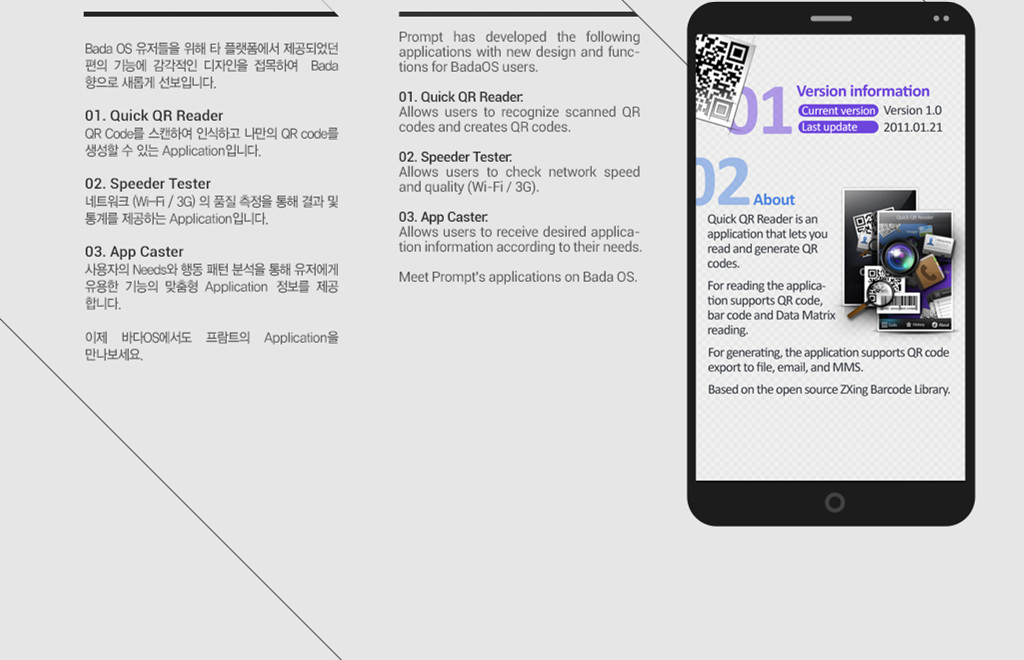 Bada OS 유저들을 위해 타 플랫폼에서 제공되었던
편의 기능에 감각적인 디자인을 접목하여 Bada
향으로 새롭게 선보입니다.
01. Quick QR Reader
QR Code를 스캔하여 인식하고 나만의 QR code를
생성할 수 있는 Application입니다.
02. Speeder Tester
네트워크 (Wi-Fi / 3G) 의 품질 측정을 통해 결과 및
통계를 제공하는 Application입니다.
03. App Caster
사용자의 Needs와 행동 패턴 분석을 통해 유저에게
유용한 기능의 맞춤형 Application 정보를 제공
합니다.
이제 바다OS에서도 프람트의 Application을
만나보세요.
Prompt has developed the following
applications with new design and func-
tions for BadaOS users.
01. Quick QR Reader:
Allows users to recognize scanned QR
codes and creates QR codes.
02. Speedy Tester:
Allows users to check network speed
and quality (Wi-Fi / 3G).
03. App Caster:
Allows users to receive desired applica-
tion information according to their needs.
Meet Prompt's applications on Bada OS.
01 Version information
Current version Version 1.0
Last update 2011.01.21
02 About
Quick QR Reader is an
application that lets you
read and generate QR
codes.
For reading the applica-
tion supports QR code,
bar code and Data Matrix
reading.
For generating, the application supports QR code
export to file, email, and MMS.
Based on the open source ZXing Barcode Library.
Quick QR Reader
Code History About